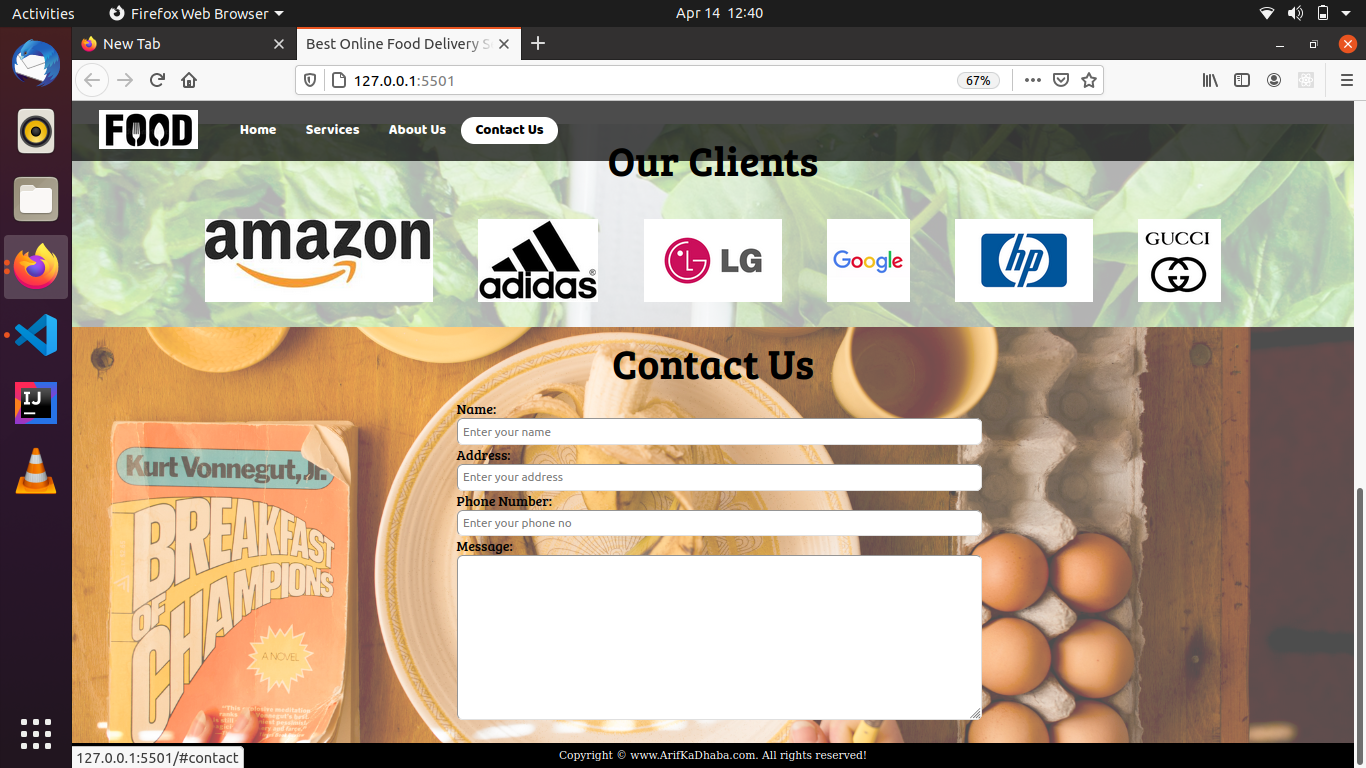 Activities
Firefox Web Browser
Apr 14 12:40
New Tab
Best Online Food Delivery S
127.0.0.1:5501
67%
FOOD
Home
Services
About Us
Contact Us
Our Clients
amazon
adidas
®
LG
LG
Google
hp
GUCCI
Contact Us
Name:
Enter your name
Address:
Enter your address
Phone Number:
Enter your phone no
Message:
Kurt Vonnegut, Jr.
BREAKFAST
OF
CHAMPIONS
A NOVEL
IJ
127.0.0.1:5501/#contact
Copyright © www.ArifKaDhaba.com. All rights reserved!